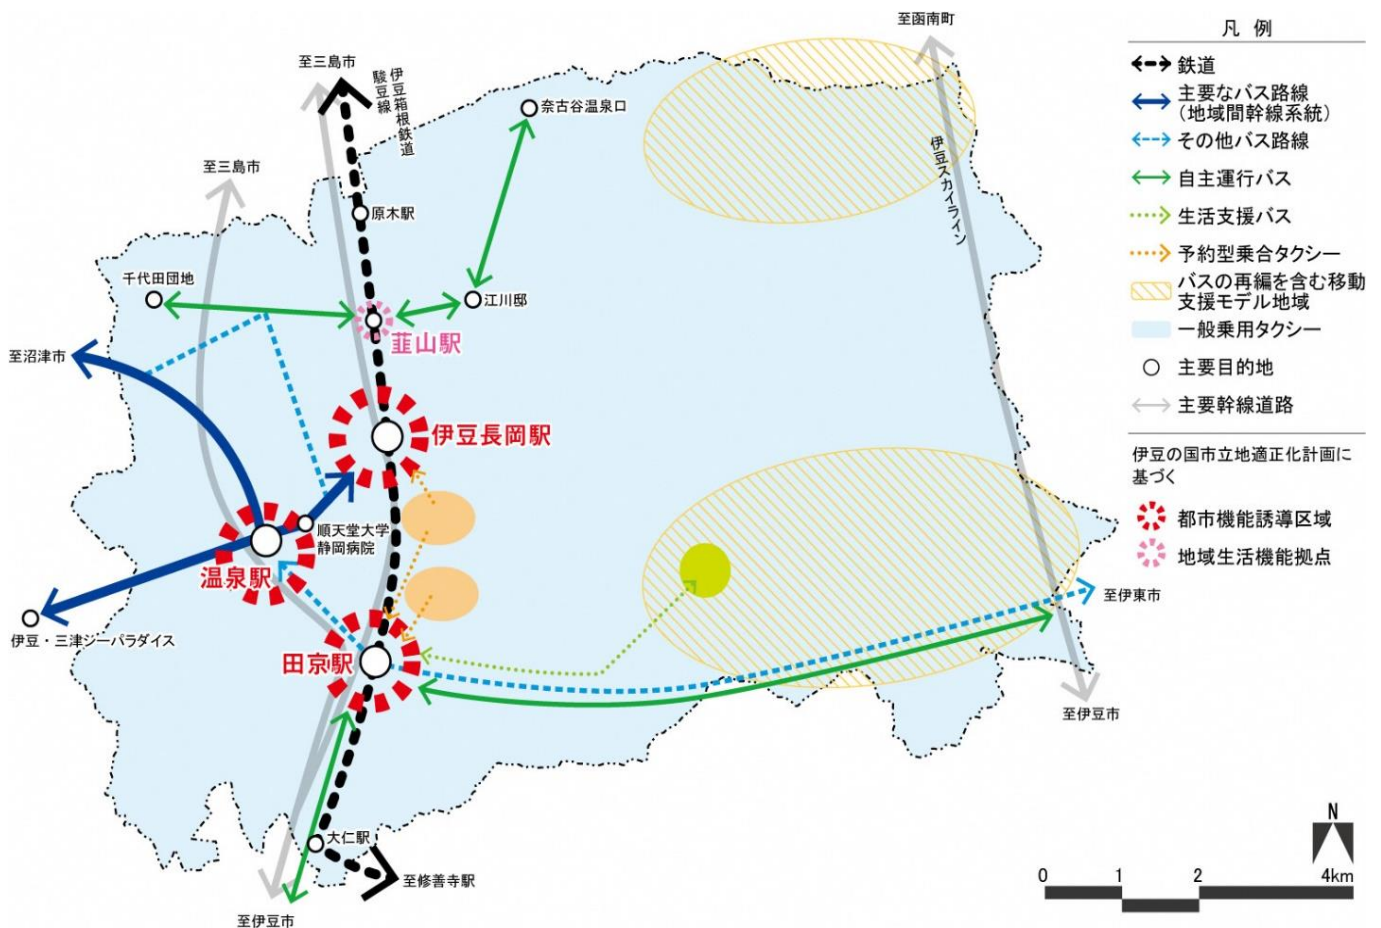 至函南町
至三島市
伊豆箱根鉄道
駿豆線
奈古谷温泉口
至三島市
原木駅
伊豆スカイライン
千代田団地
江川邸
韮山駅
至沼津市
伊豆長岡駅
順天堂大学
静岡病院
温泉駅
伊豆・三津シーパラダイス
田京駅
至伊東市
至伊豆市
大仁駅
至修善寺駅
至伊豆市
凡 例
鉄道
主要なバス路線
（地域間幹線系統）
その他バス路線
自主運行バス
生活支援バス
予約型乗合タクシー
バスの再編を含む移動
支援モデル地域
一般乗用タクシー
主要目的地
主要幹線道路
伊豆の国市立地適正化計画に
基づく
都市機能誘導区域
地域生活機能拠点
N
0 1 2 4km